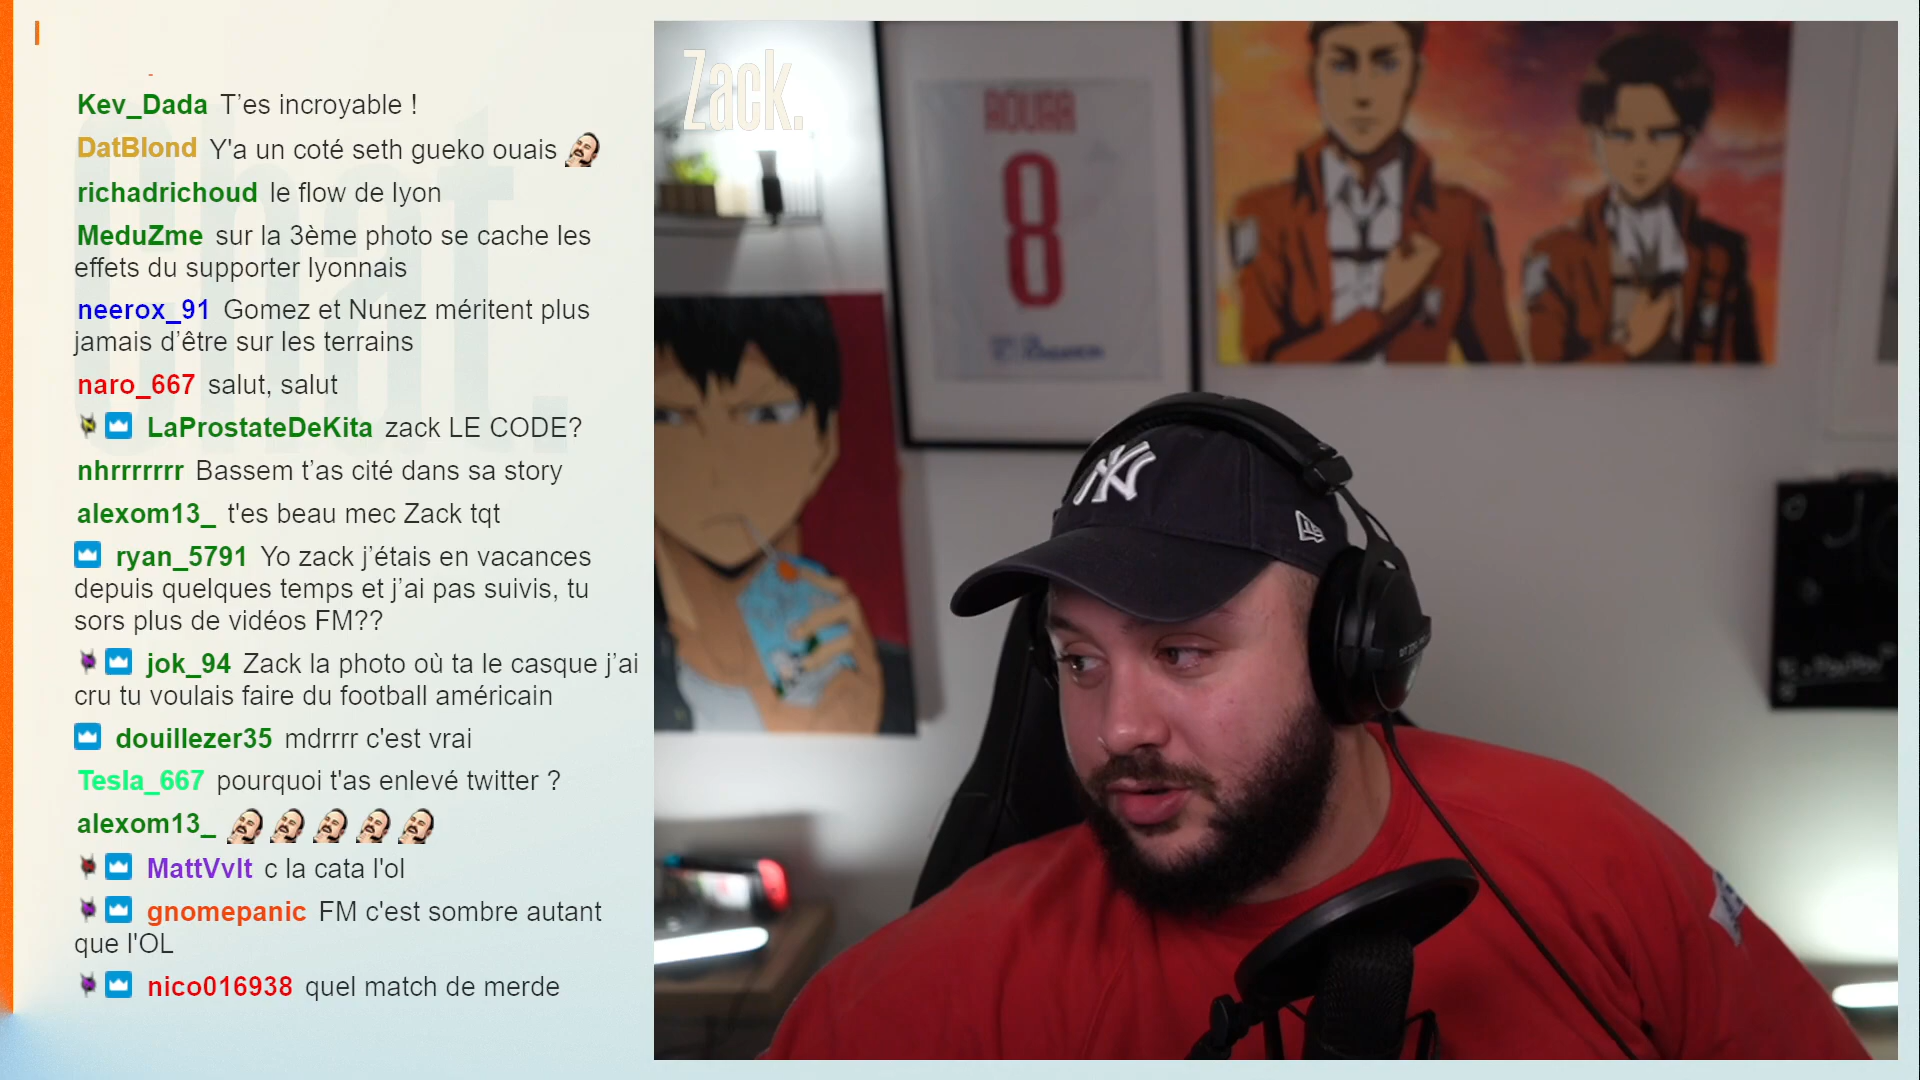 Zack.
Kev_Dada T’es incroyable !
DatBlond Y'a un coté seth gueko ouais
richadrichoud le flow de lyon
MeduZme sur la 3ème photo se cache les
effets du supporter lyonnais
neerox_91 Gomez et Nunez méritent plus
jamais d’être sur les terrains
naro_667 salut, salut
LaProstateDeKita zack LE CODE?
nhrrrrrrr Bassem t’as cité dans sa story
alexom13_ t'es beau mec Zack tqt
ryan_5791 Yo zack j’étais en vacances
depuis quelques temps et j’ai pas suivis, tu
sors plus de vidéos FM??
jok_94 Zack la photo où ta le casque j’ai
cru tu voulais faire du football américain
douillezer35 mdrrrr c'est vrai
Tesla_667 pourquoi t'as enlevé twitter ?
alexom13_
MattVvlt c la cata l'ol
gnomepanic FM c'est sombre autant
que l'OL
nico016938 quel match de merde
Chat.
AOUAR
8
NY